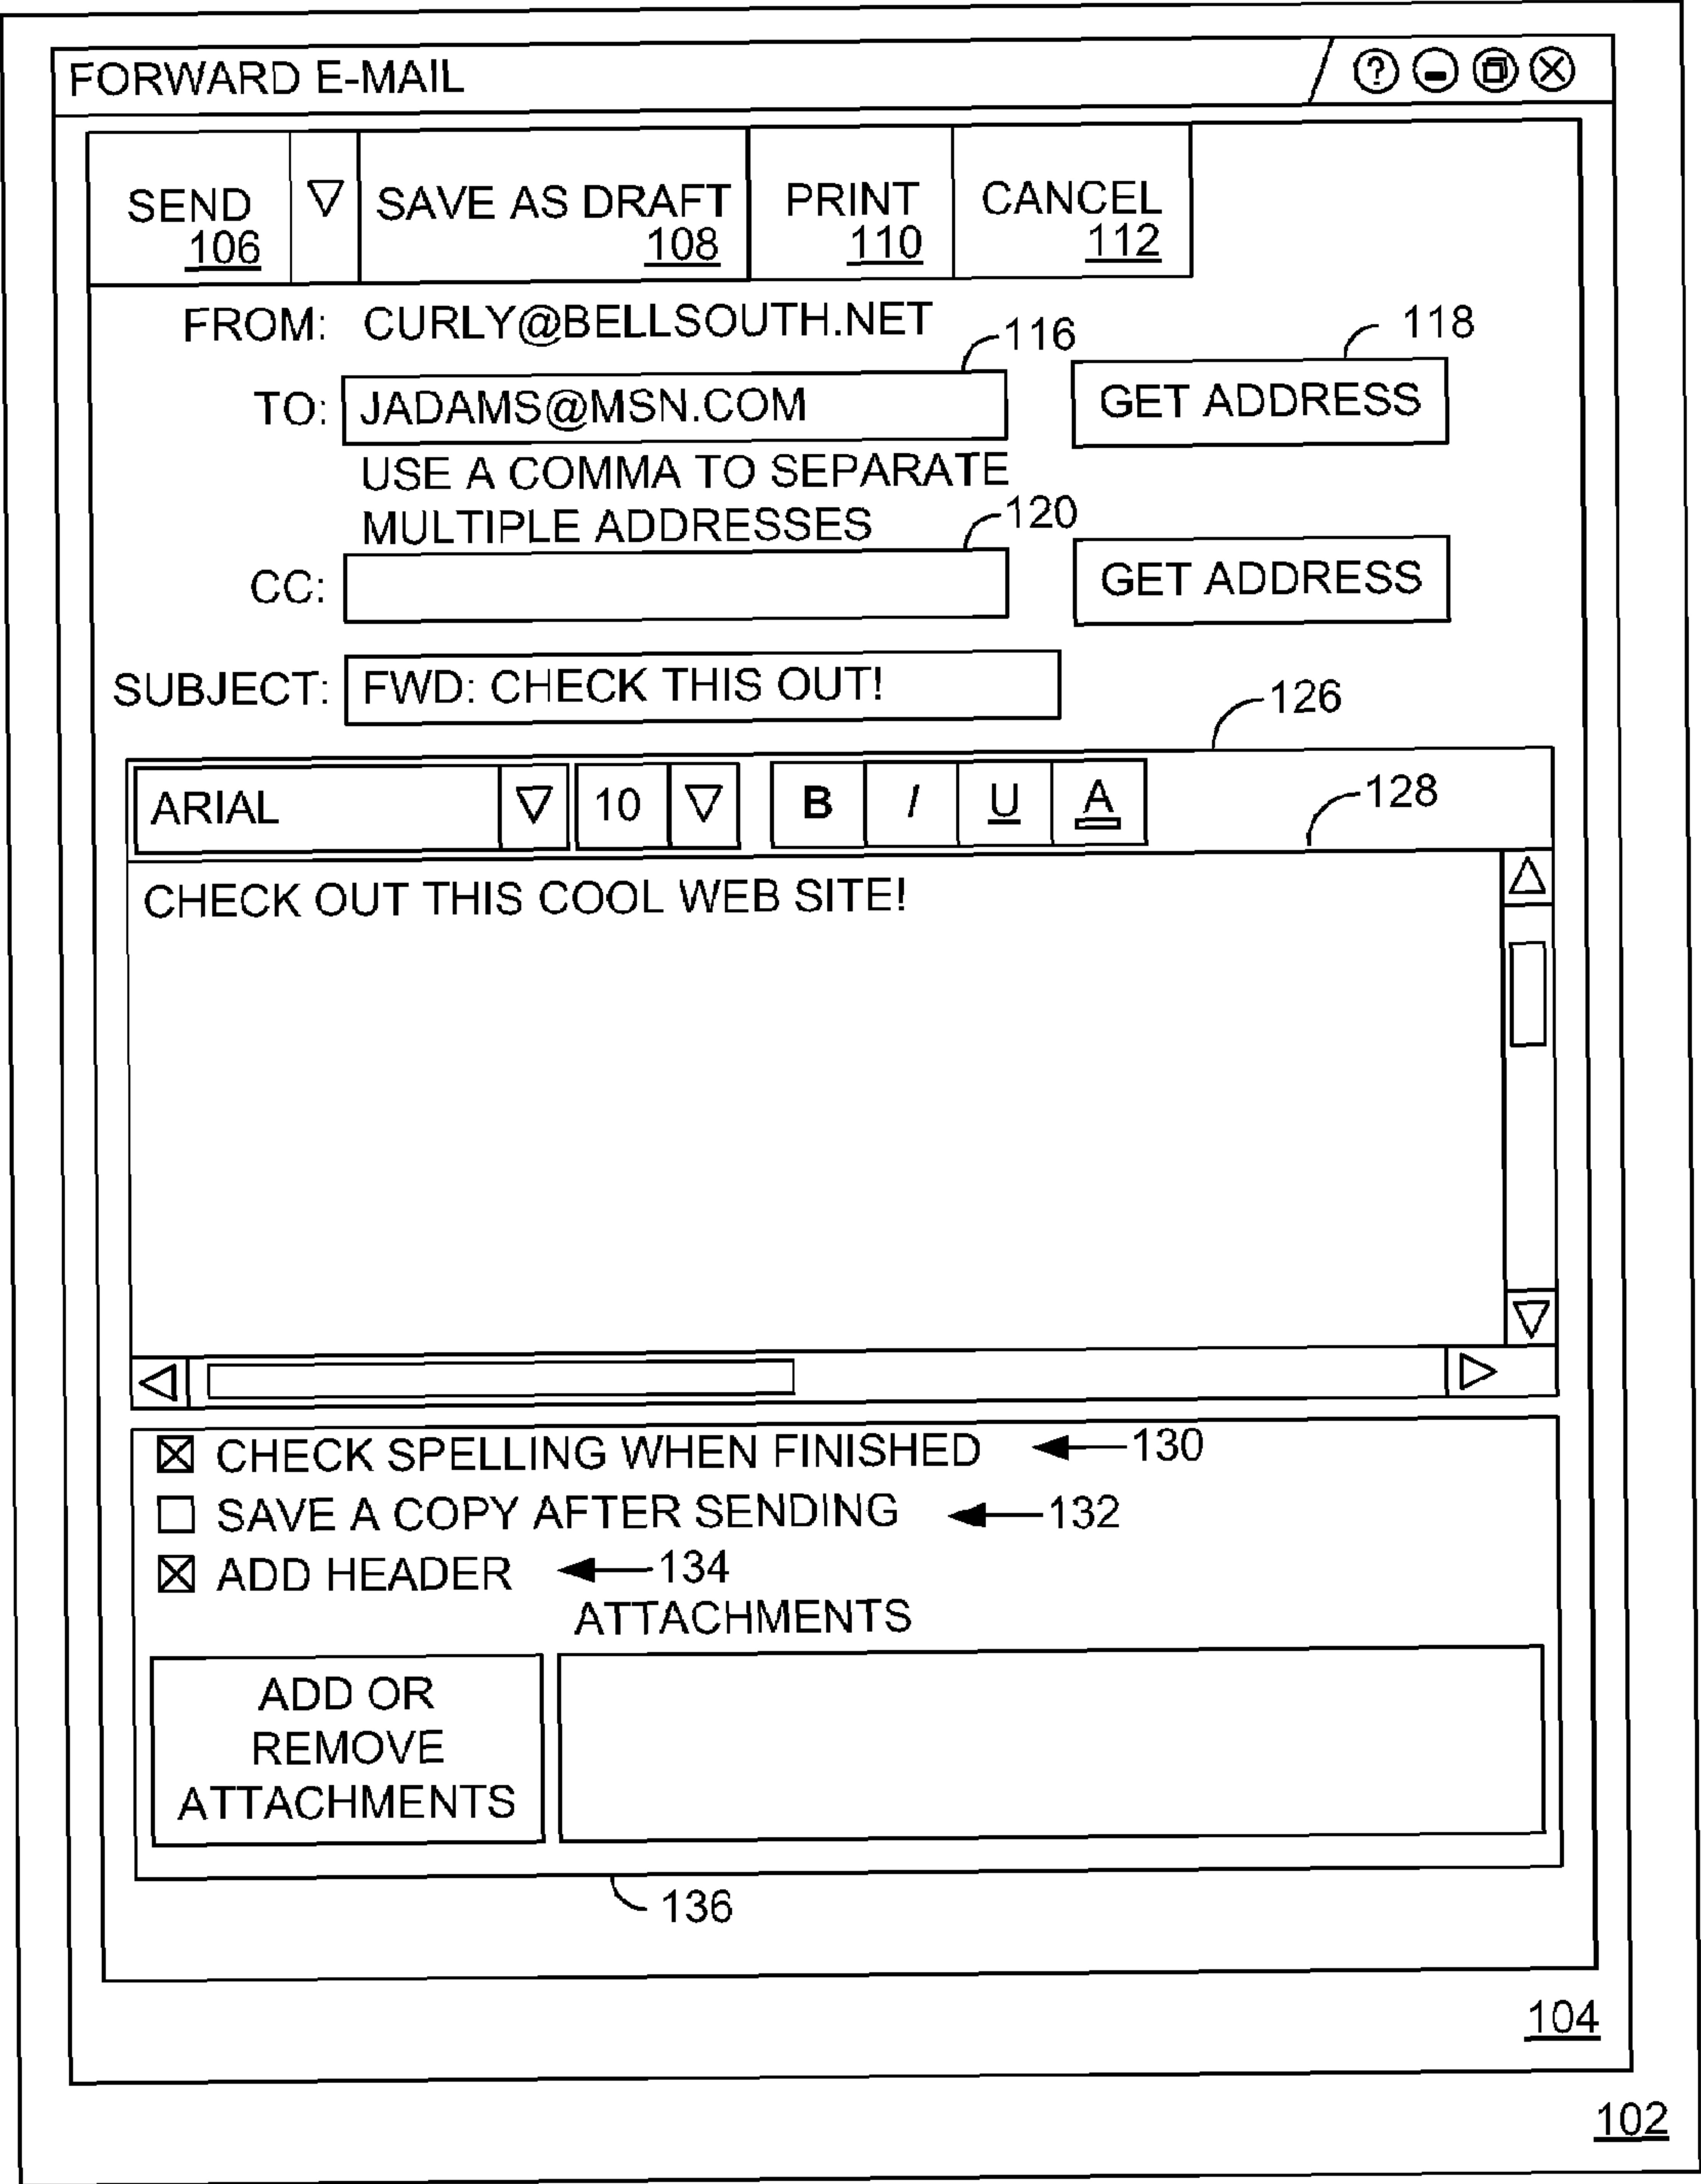 FORWARD E-MAIL ?
SEND SAVE AS DRAFT PRINT CANCEL
106 108 110 112
FROM: CURLY@BELLSOUTH.NET
116 118
TO: JADAMS@MSN.COM GET ADDRESS
USE A COMMA TO SEPARATE
MULTIPLE ADDRESSES 120
CC: GET ADDRESS
SUBJECT: FWD: CHECK THIS OUT!
126
ARIAL 10 B I U A 128
CHECK OUT THIS COOL WEB SITE!
CHECK SPELLING WHEN FINISHED 130
SAVE A COPY AFTER SENDING 132
ADD HEADER 134
ATTACHMENTS
ADD OR
REMOVE
ATTACHMENTS
136
104
102